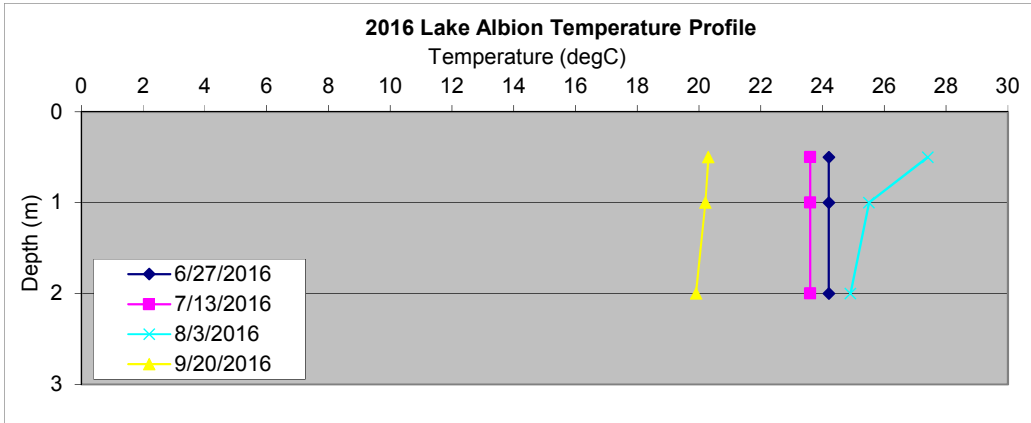 2016 Lake Albion Temperature Profile
Temperature (degC)
0 2 4 6 8 10 12 14 16 18 20 22 24 26 28 30
0
1
2
3
Depth (m)
6/27/2016
7/13/2016
8/3/2016
9/20/2016